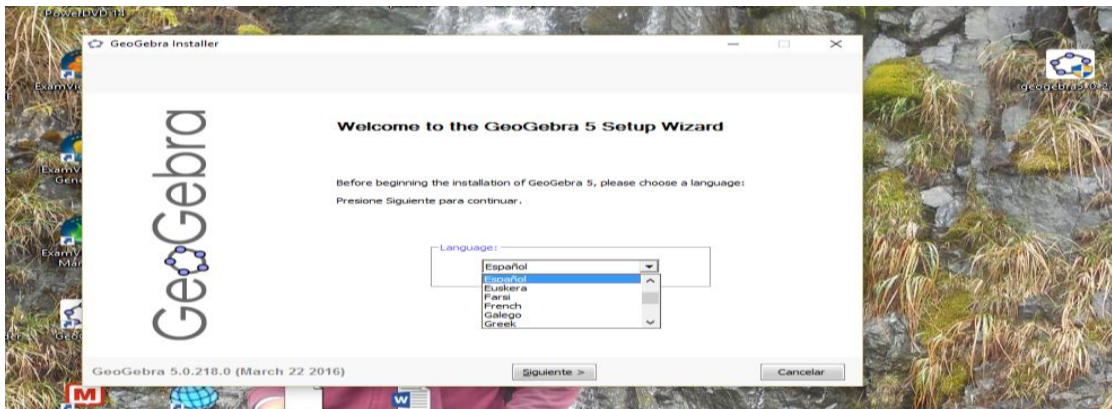 PowerDVD 14
GeoGebra Installer
GeoGebra
Welcome to the GeoGebra 5 Setup Wizard
Before beginning the installation of GeoGebra 5, please choose a language:
Presione Siguiente para continuar.
Language:
Español
Español
Euskera
Farsi
French
Galego
Greek
GeoGebra 5.0.218.0 (March 22 2016)
Siguiente >
Cancelar